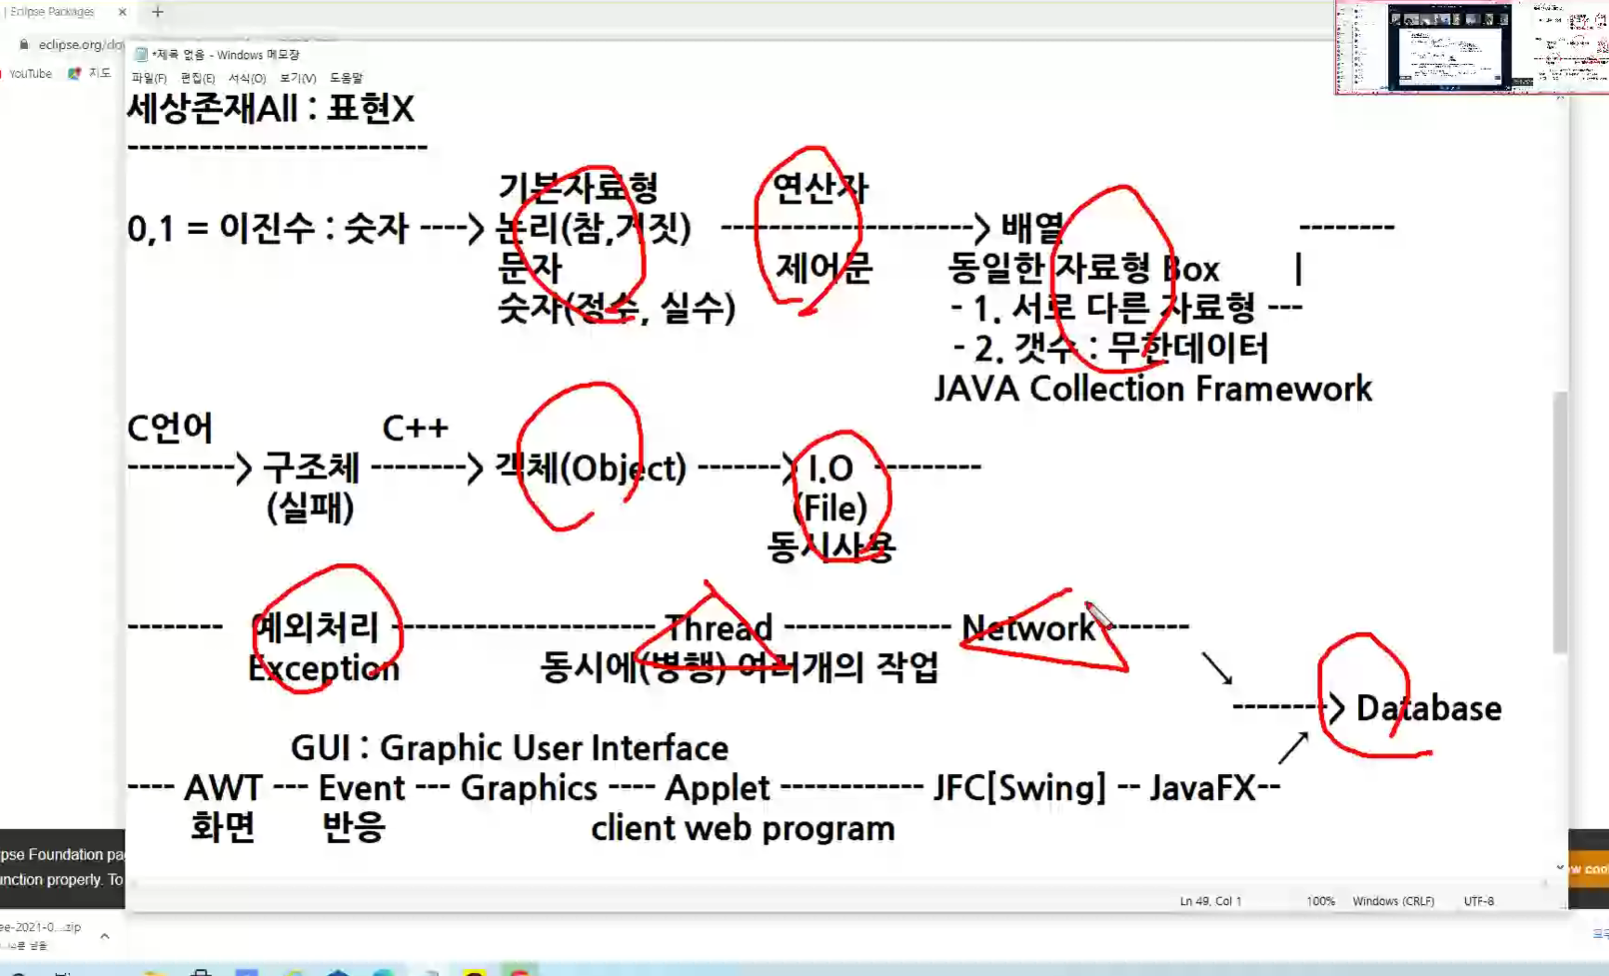 Eclipse Packages
eclipse.org/do
YouTube 지도
*제목 없음 - Windows 메모장
파일(F) 편집(E) 서식(O) 보기(V) 도움말
세상존재All : 표현X
-------------------------
기본자료형 연산자
0,1 = 이진수 : 숫자 ----> 논리(참,거짓) ---------------------> 배열 --------
문자 제어문 동일한 자료형 Box |
숫자(정수, 실수) - 1. 서로 다른 자료형 ---
- 2. 갯수 : 무한데이터
JAVA Collection Framework
C언어 C++
---------> 구조체 --------> 객체(Object) -------> I.O ---------
(실패) (File)
동시사용
-------- 예외처리 --------------------- Thread -------------- Network -------
Exception 동시에(병행) 여러개의 작업 ↘
--------> Database
GUI : Graphic User Interface ↗
---- AWT --- Event --- Graphics ---- Applet ------------ JFC[Swing] -- JavaFX--
화면 반응 client web program
pse Foundation pa
unction properly. To
Ln 49, Col 1 100% Windows (CRLF) UTF-8
ee-2021-0....zip